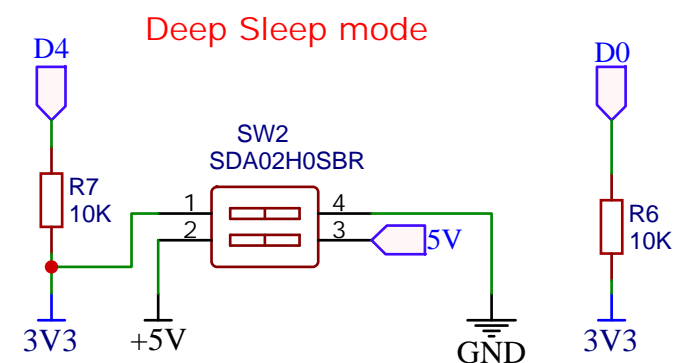 Deep Sleep mode
D4
D0
SW2
SDA02H0SBR
R7
10K
1
4
2
3
5V
R6
10K
3V3
+5V
GND
3V3